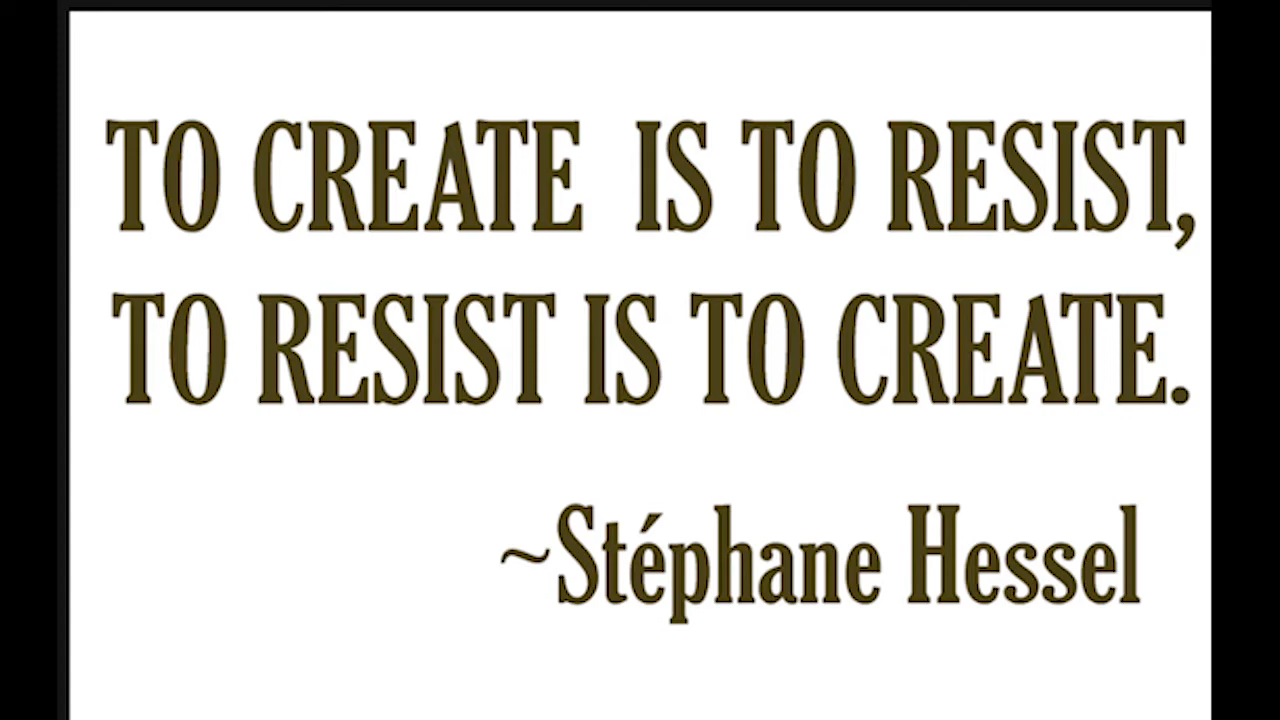 TO CREATE IS TO RESIST,
TO RESIST IS TO CREATE.
~Stéphane Hessel